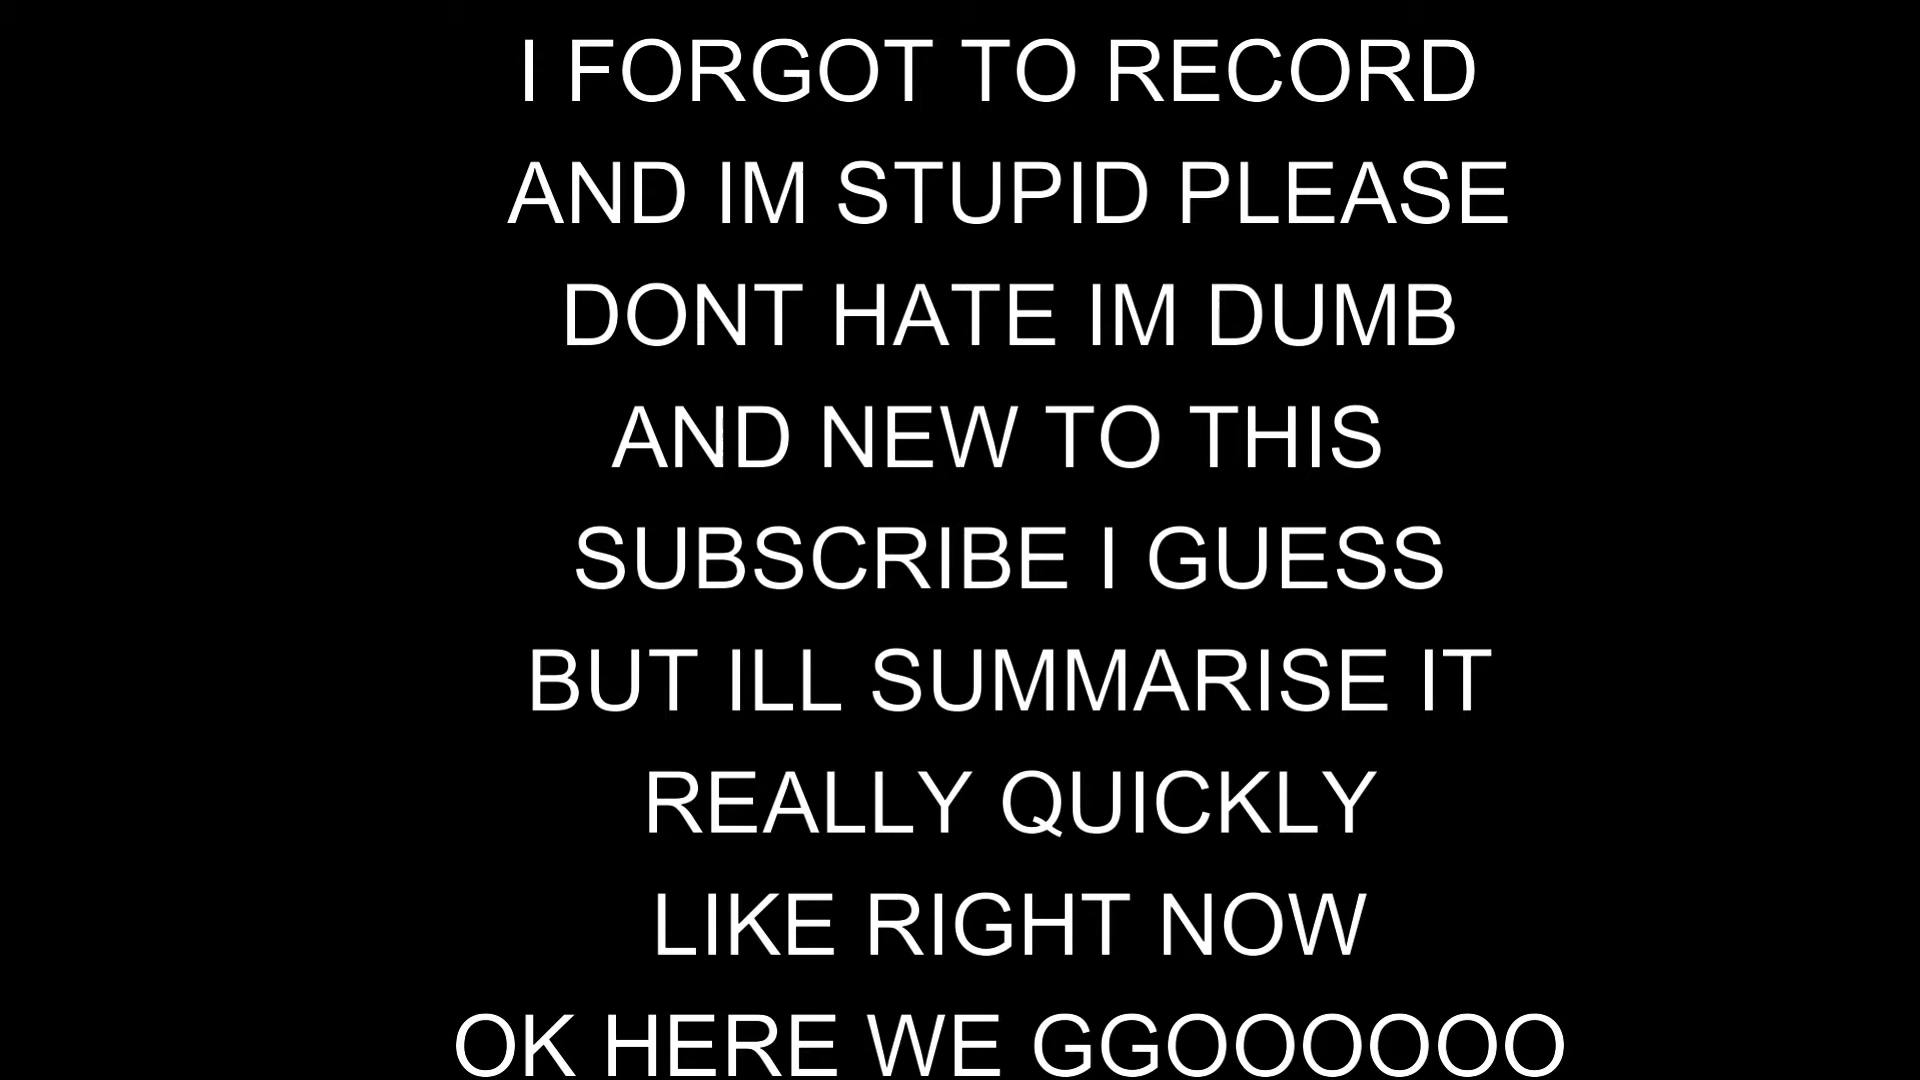 I FORGOT TO RECORD
AND IM STUPID PLEASE
DONT HATE IM DUMB
AND NEW TO THIS
SUBSCRIBE I GUESS
BUT ILL SUMMARISE IT
REALLY QUICKLY
LIKE RIGHT NOW
OK HERE WE GGOOOOOO